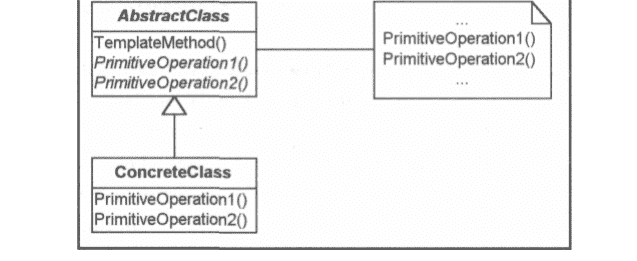 AbstractClass
TemplateMethod()
PrimitiveOperation1()
PrimitiveOperation2()
...
PrimitiveOperation1()
PrimitiveOperation2()
...
ConcreteClass
PrimitiveOperation1()
PrimitiveOperation2()